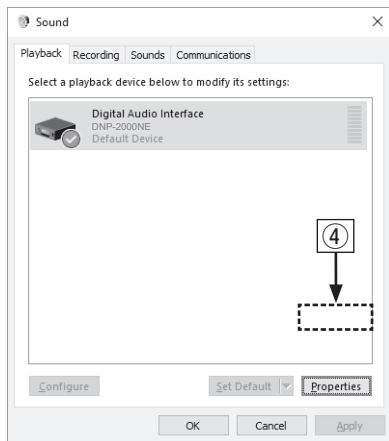 Sound
Playback Recording Sounds Communications
Select a playback device below to modify its settings:
Digital Audio Interface
DNP-2000NE
Default Device
④
Configure Set Default Properties
OK Cancel Apply